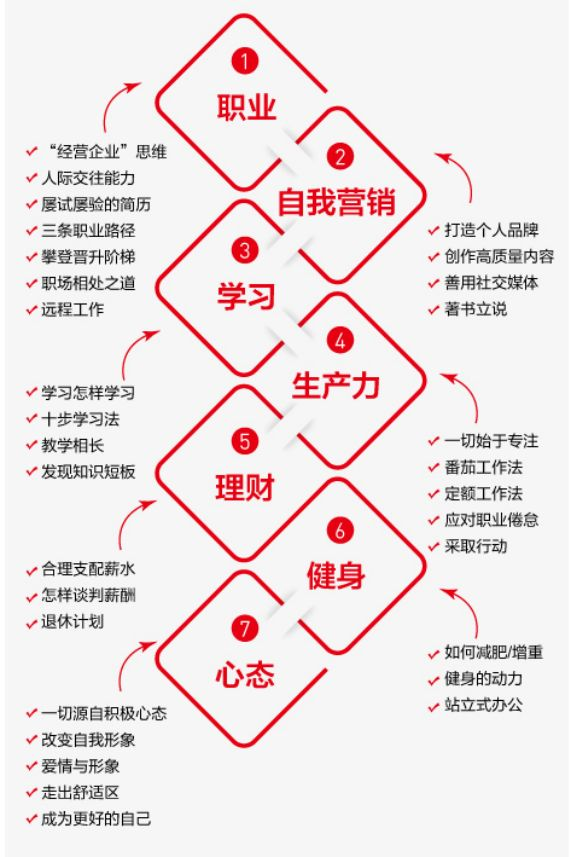 1
职业
“经营企业”思维
人际交往能力
屡试屡验的简历
三条职业路径
攀登晋升阶梯
职场相处之道
远程工作
2
自我营销
打造个人品牌
创作高质量内容
善用社交媒体
著书立说
3
学习
学习怎样学习
十步学习法
教学相长
发现知识短板
4
生产力
一切始于专注
番茄工作法
定额工作法
应对职业倦怠
采取行动
5
理财
合理支配薪水
怎样谈判薪酬
退休计划
6
健身
如何减肥/增重
健身的动力
站立式办公
7
心态
一切源自积极心态
改变自我形象
爱情与形象
走出舒适区
成为更好的自己